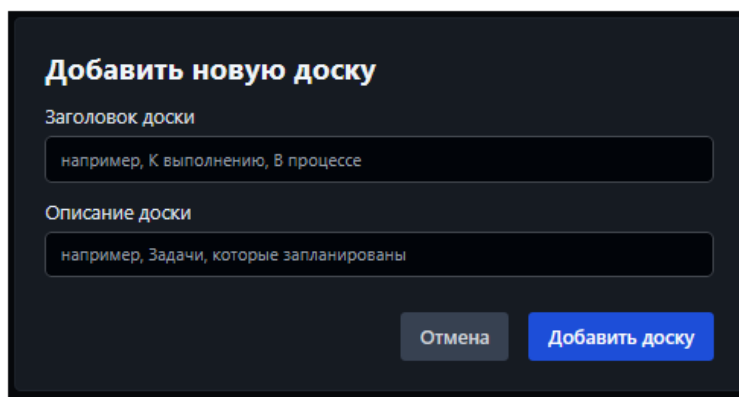 Добавить новую доску
Заголовок доски
например, К выполнению, В процессе
Описание доски
например, Задачи, которые запланированы
Отмена
Добавить доску